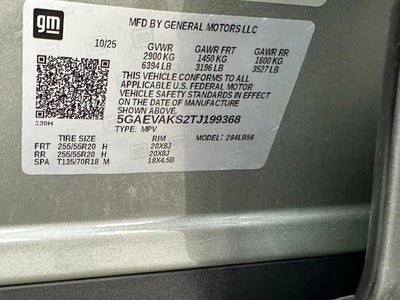 gm
MFD BY GENERAL MOTORS LLC
10/25 GVWR GAWR FRT GAWR RR
2900 KG 1450 KG 1600 KG
6394 LB 3196 LB 3527 LB
THIS VEHICLE CONFORMS TO ALL
APPLICABLE U.S. FEDERAL MOTOR
VEHICLE SAFETY STANDARDS IN EFFECT ON
THE DATE OF MANUFACTURE SHOWN ABOVE.
5GAEVAKS2TJ199368
TYPE: MPV MODEL: 284LB56
130H
TIRE SIZE RIM
FRT 255/55R20 H 20X8J
RR 255/55R20 H 20X8J
SPA T135/70R18 M 18X4.5B